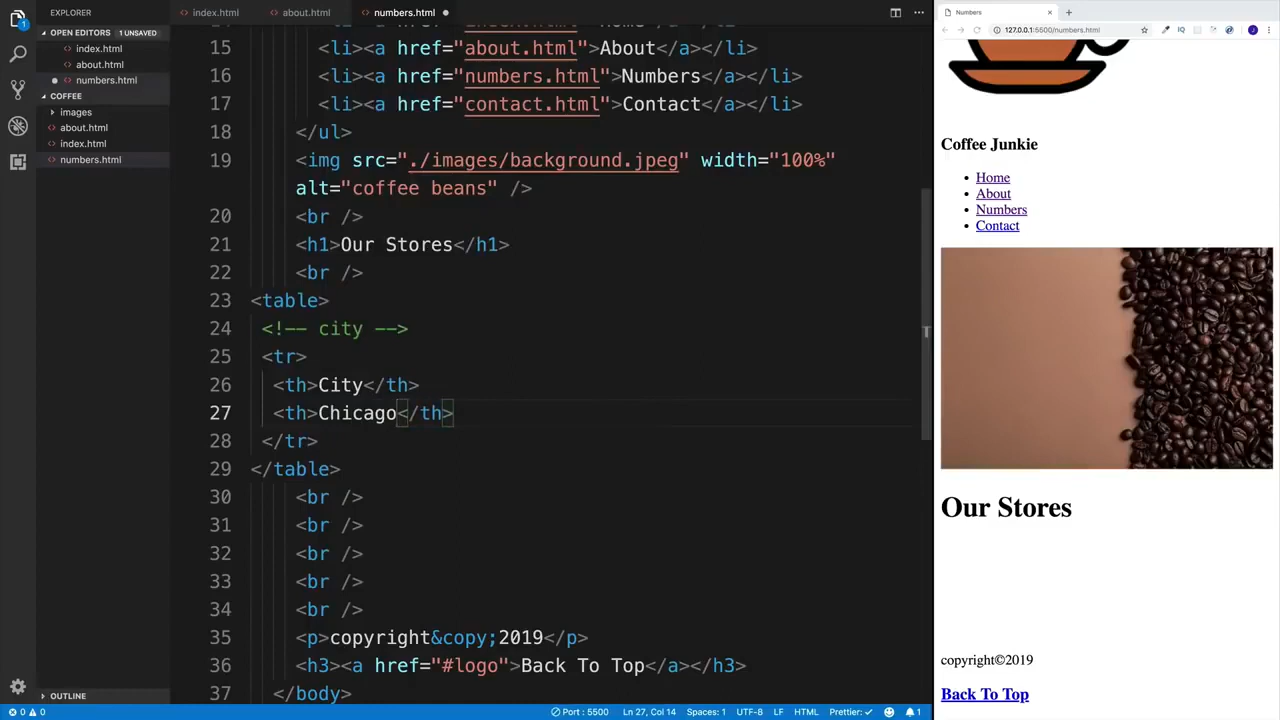 EXPLORER
OPEN EDITORS 1 UNSAVED
index.html
about.html
numbers.html
COFFEE
images
about.html
index.html
numbers.html
OUTLINE
index.html about.html numbers.html
15 <li><a href="about.html">About</a></li>
16 <li><a href="numbers.html">Numbers</a></li>
17 <li><a href="contact.html">Contact</a></li>
18 </ul>
19 <img src="./images/background.jpeg" width="100%"
alt="coffee beans" />
20 <br />
21 <h1>Our Stores</h1>
22 <br />
23 <table>
24 <!-- city -->
25 <tr>
26 <th>City</th>
27 <th>Chicago</th>
28 </tr>
29 </table>
30 <br />
31 <br />
32 <br />
33 <br />
34 <br />
35 <p>copyright&copy;2019</p>
36 <h3><a href="#logo">Back To Top</a></h3>
37 </body>
0 0 Port : 5500 Ln 27, Col 14 Spaces: 1 UTF-8 LF HTML Prettier: ✓ 1
Numbers
127.0.0.1:5500/numbers.html
Coffee Junkie
Home
About
Numbers
Contact
Our Stores
copyright©2019
Back To Top